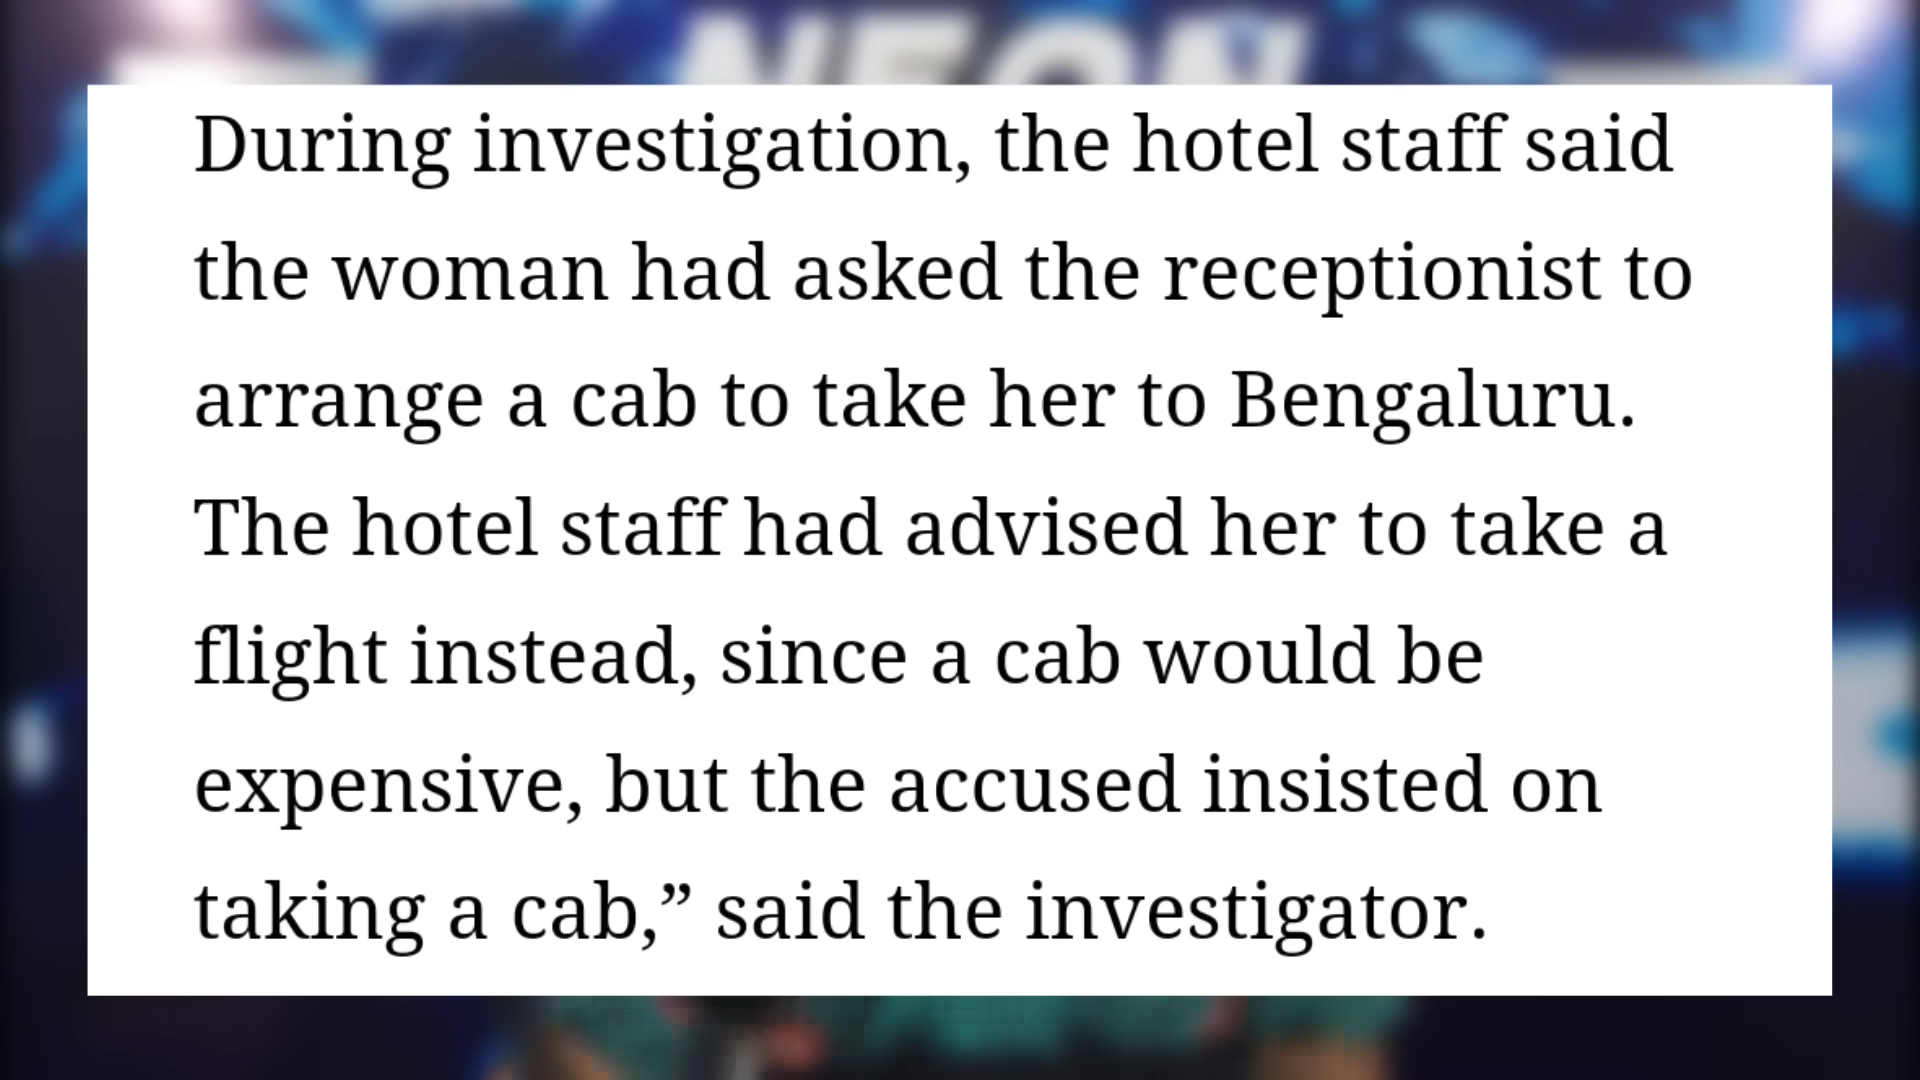 NEON
During investigation, the hotel staff said
the woman had asked the receptionist to
arrange a cab to take her to Bengaluru.
The hotel staff had advised her to take a
flight instead, since a cab would be
expensive, but the accused insisted on
taking a cab,” said the investigator.